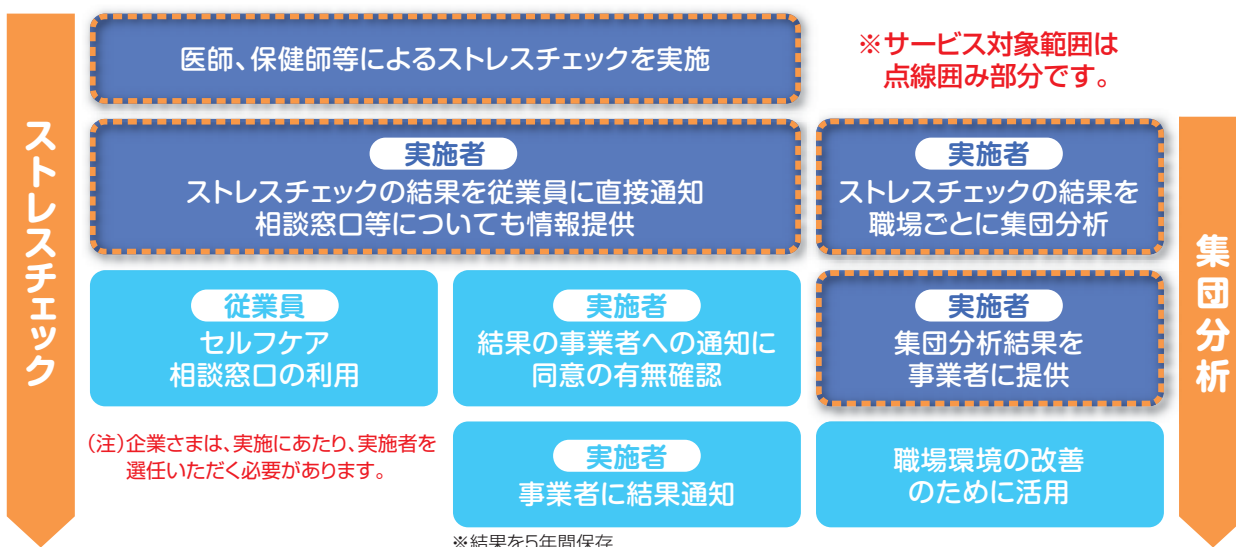 ストレスチェック
医師、保健師等によるストレスチェックを実施
※サービス対象範囲は
点線囲み部分です。
実施者
ストレスチェックの結果を従業員に直接通知
相談窓口等についても情報提供
実施者
ストレスチェックの結果を
職場ごとに集団分析
集団分析
従業員
セルフケア
相談窓口の利用
実施者
結果の事業者への通知に
同意の有無確認
実施者
集団分析結果を
事業者に提供
(注)企業さまは、実施にあたり、実施者を
選任いただく必要があります。
実施者
事業者に結果通知
職場環境の改善
のために活用
※結果を5年間保存